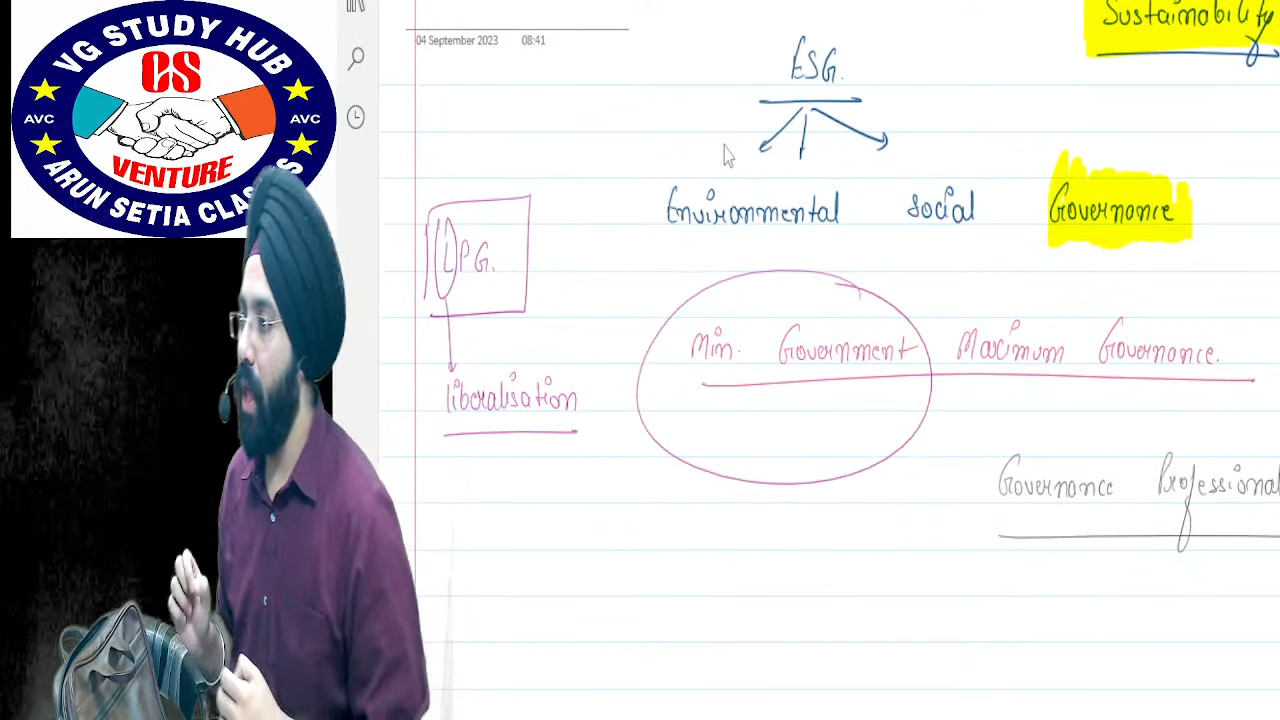 VG STUDY HUB
CS
AVC
AVC
VENTURE
ARUN SETIA CLA
S
04 September 2023 08:41
Sustainability
ESG.
Environmental social Governance
LPG.
Min. Government Maximum Governance.
liberalisation
Governance Professional